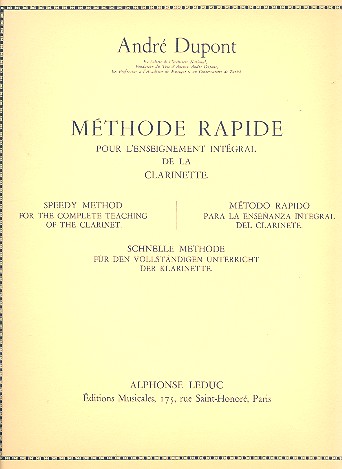 André Dupont
MÉTHODE RAPIDE
POUR L'ENSEIGNEMENT INTÉGRAL
DE LA
CLARINETTE
SPEEDY METHOD
FOR THE COMPLETE TEACHING
OF THE CLARINET
MÉTODO RAPIDO
PARA LA ENSENANZA INTEGRAL
DEL CLARINETE
SCHNELLE METHODE
FÜR DEN VOLLSTÄNDIGEN UNTERRICHT
DER KLARINETTE
ALPHONSE LEDUC
Éditions Musicales, 175, rue Saint-Honoré, Paris